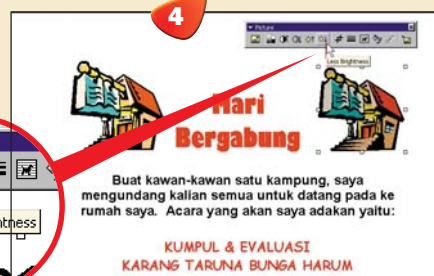 4
Picture
Less Brightness
Hari
Bergabung
tness
Buat kawan-kawan satu kampung, saya
mengundang kalian semua untuk datang pada ke
rumah saya. Acara yang akan saya adakan yaitu:
KUMPUL & EVALUASI
KARANG TARUNA BUNGA HARUM